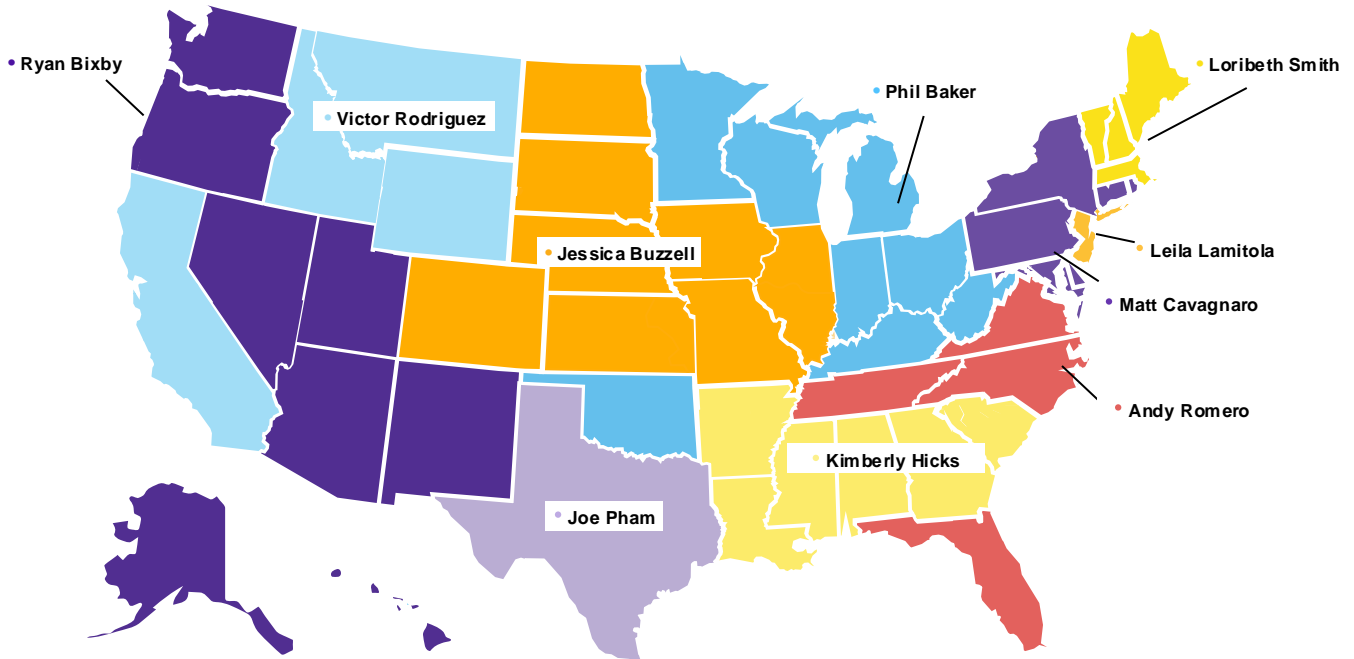 • Ryan Bixby
• Victor Rodriguez
• Phil Baker
• Loribeth Smith
• Jessica Buzzell
• Leila Lamitola
• Matt Cavagnaro
• Andy Romero
• Kimberly Hicks
• Joe Pham